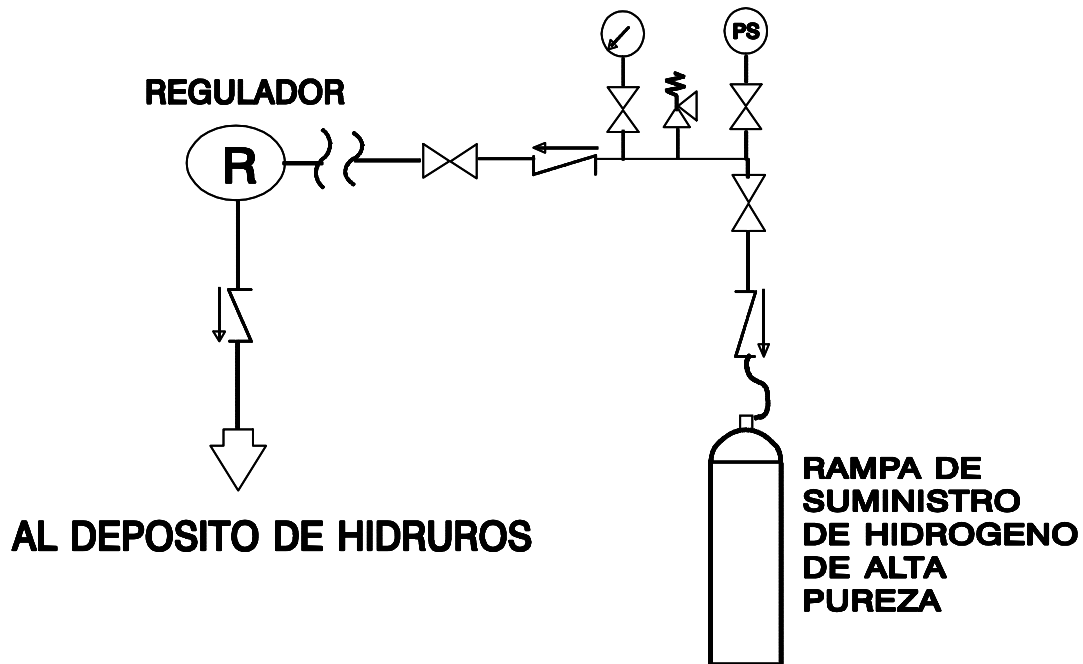 PS
REGULADOR
R
AL DEPOSITO DE HIDRUROS
RAMPA DE
SUMINISTRO
DE HIDROGENO
DE ALTA
PUREZA